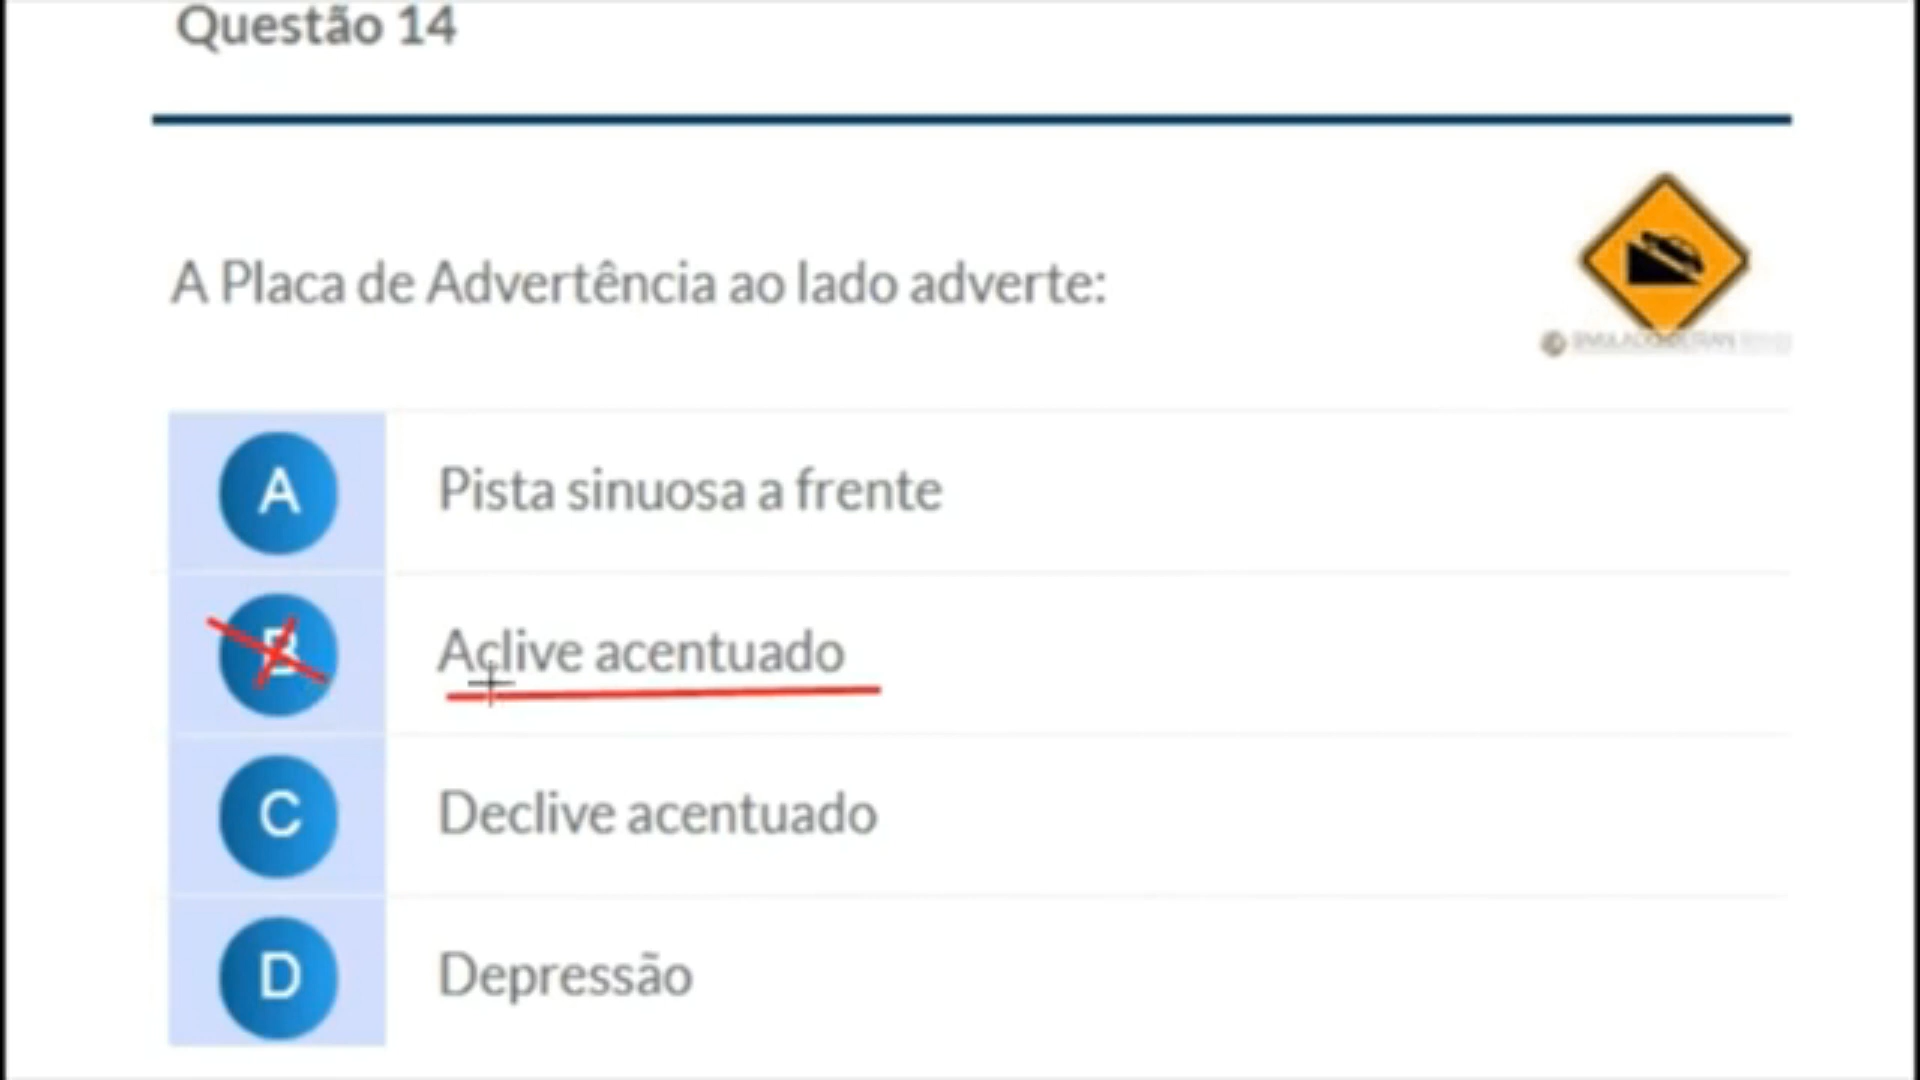 Questão 14
A Placa de Advertência ao lado adverte:
A Pista sinuosa a frente
B Aclive acentuado
C Declive acentuado
D Depressão